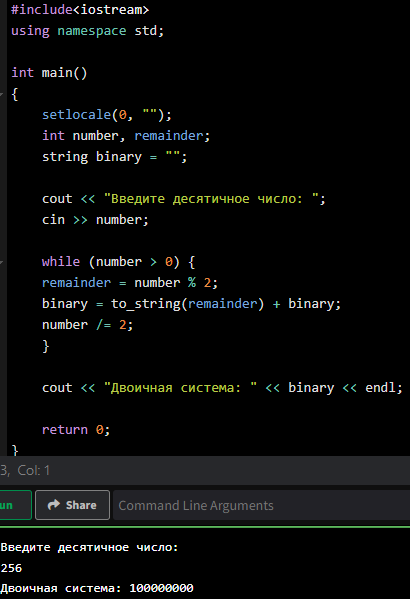 #include<iostream>
using namespace std;
int main()
{
setlocale(0, "");
int number, remainder;
string binary = "";
cout << "Введите десятичное число: ";
cin >> number;
while (number > 0) {
remainder = number % 2;
binary = to_string(remainder) + binary;
number /= 2;
}
cout << "Двоичная система: " << binary << endl;
return 0;
}
3, Col: 1
un Share Command Line Arguments
Введите десятичное число:
256
Двоичная система: 100000000